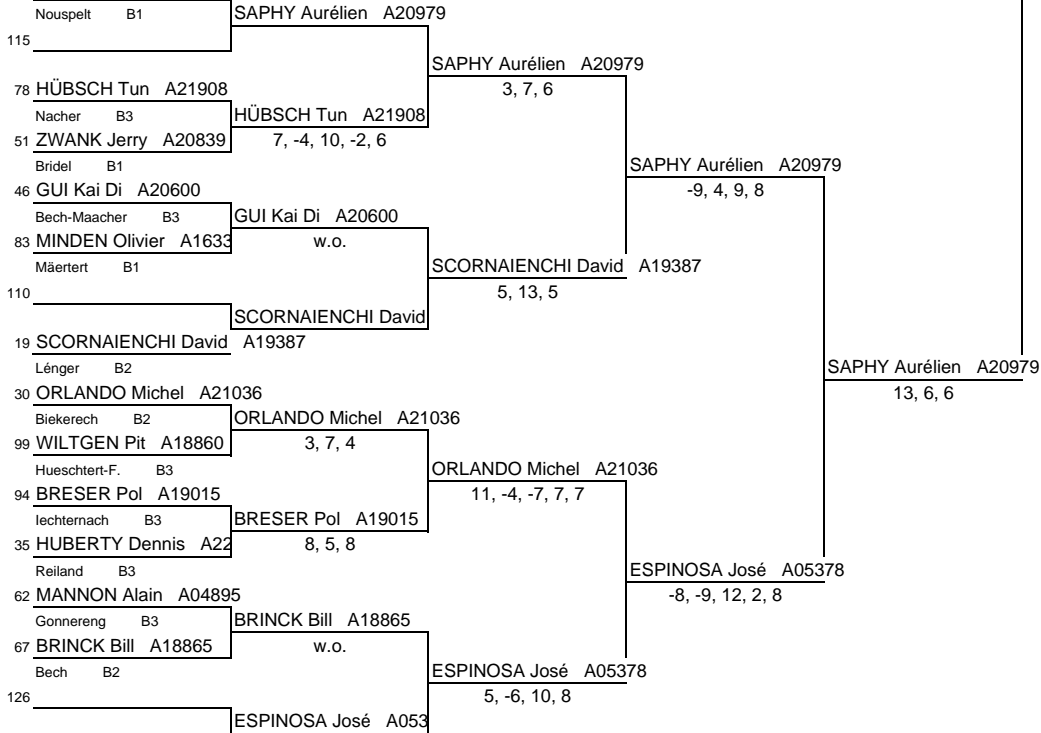 Nouspelt B1 SAPHY Aurélien A20979
115
SAPHY Aurélien A20979
78 HÜBSCH Tun A21908 3, 7, 6
Nacher B3 HÜBSCH Tun A21908
51 ZWANK Jerry A20839 7, -4, 10, -2, 6
Bridel B1 SAPHY Aurélien A20979
46 GUI Kai Di A20600 -9, 4, 9, 8
Bech-Maacher B3 GUI Kai Di A20600
83 MINDEN Olivier A1633 w.o.
Mäertert B1 SCORNAIENCHI David A19387
110 5, 13, 5
SCORNAIENCHI David
19 SCORNAIENCHI David A19387
Lénger B2 SAPHY Aurélien A20979
30 ORLANDO Michel A21036 13, 6, 6
Biekerech B2 ORLANDO Michel A21036
99 WILTGEN Pit A18860 3, 7, 4
Hueschtert-F. B3 ORLANDO Michel A21036
94 BRESER Pol A19015 11, -4, -7, 7, 7
Iechternach B3 BRESER Pol A19015
35 HUBERTY Dennis A22 8, 5, 8
Reiland B3 ESPINOSA José A05378
62 MANNON Alain A04895 -8, -9, 12, 2, 8
Gonnereng B3 BRINCK Bill A18865
67 BRINCK Bill A18865 w.o.
Bech B2 ESPINOSA José A05378
126 5, -6, 10, 8
ESPINOSA José A053